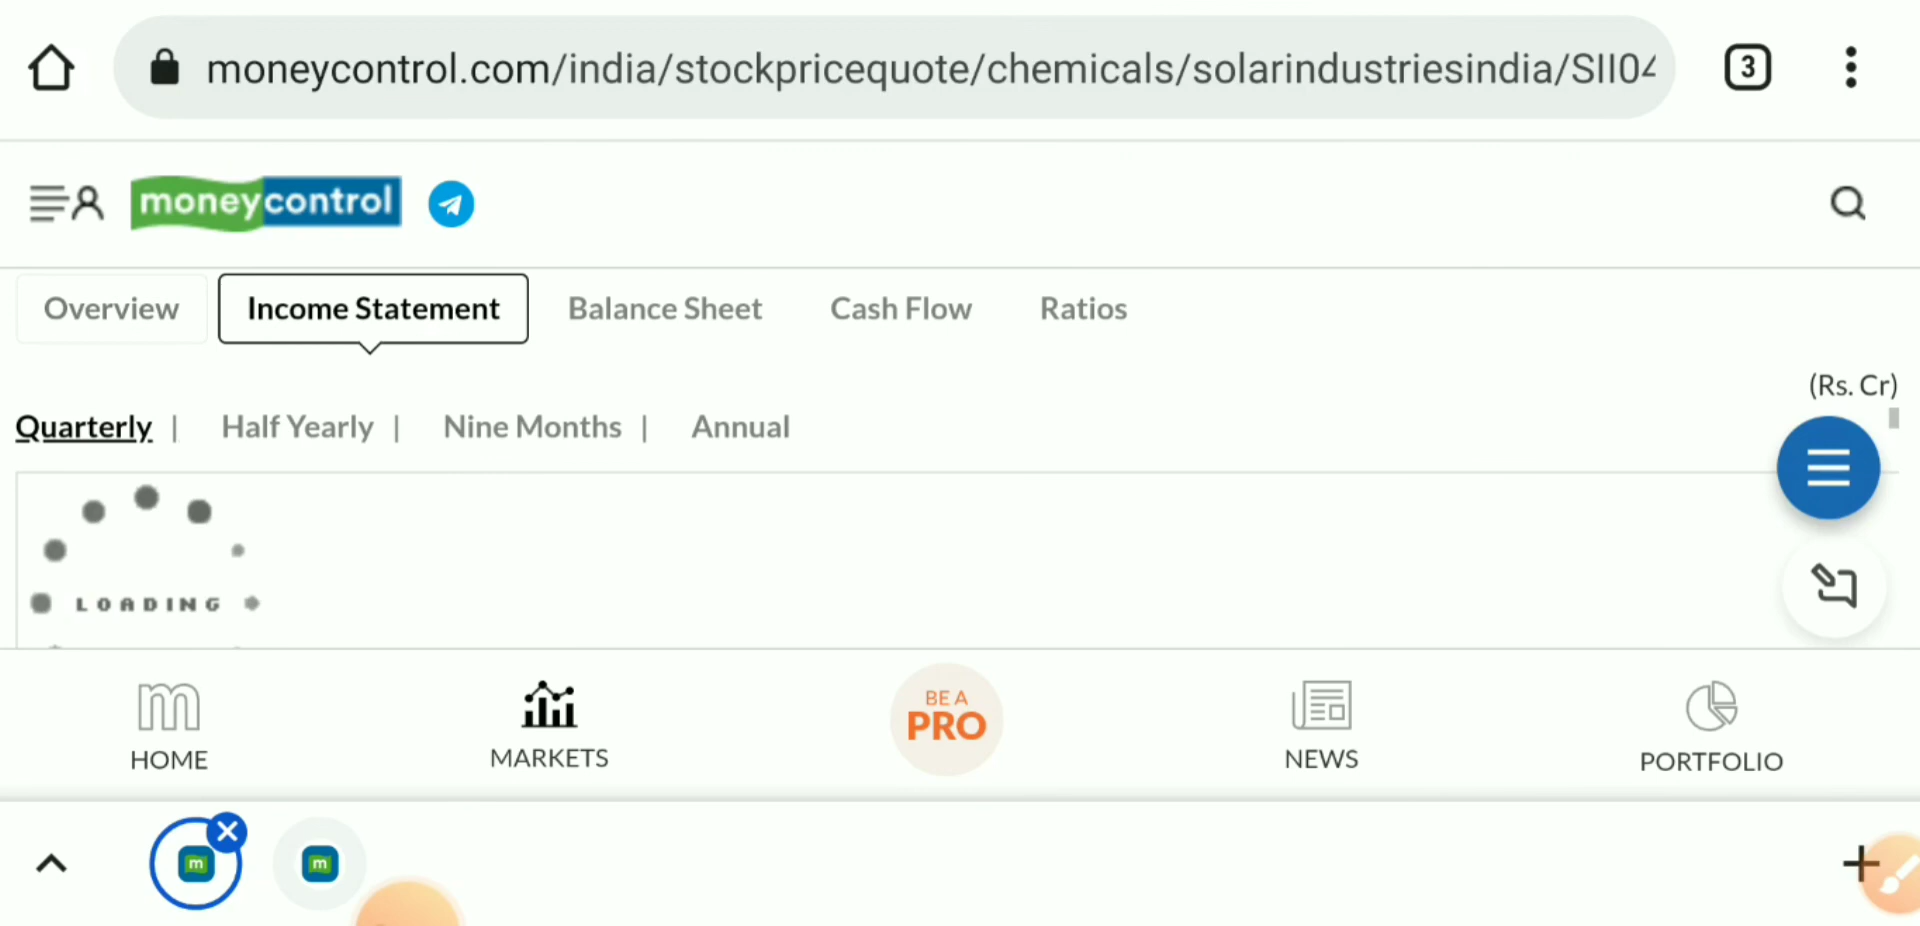 moneycontrol.com/india/stockpricequote/chemicals/solarindustriesindia/SII04
3
moneycontrol
Overview
Income Statement
Balance Sheet
Cash Flow
Ratios
(Rs. Cr)
Quarterly | Half Yearly | Nine Months | Annual
LOADING
HOME
MARKETS
BE A
PRO
NEWS
PORTFOLIO
m
m